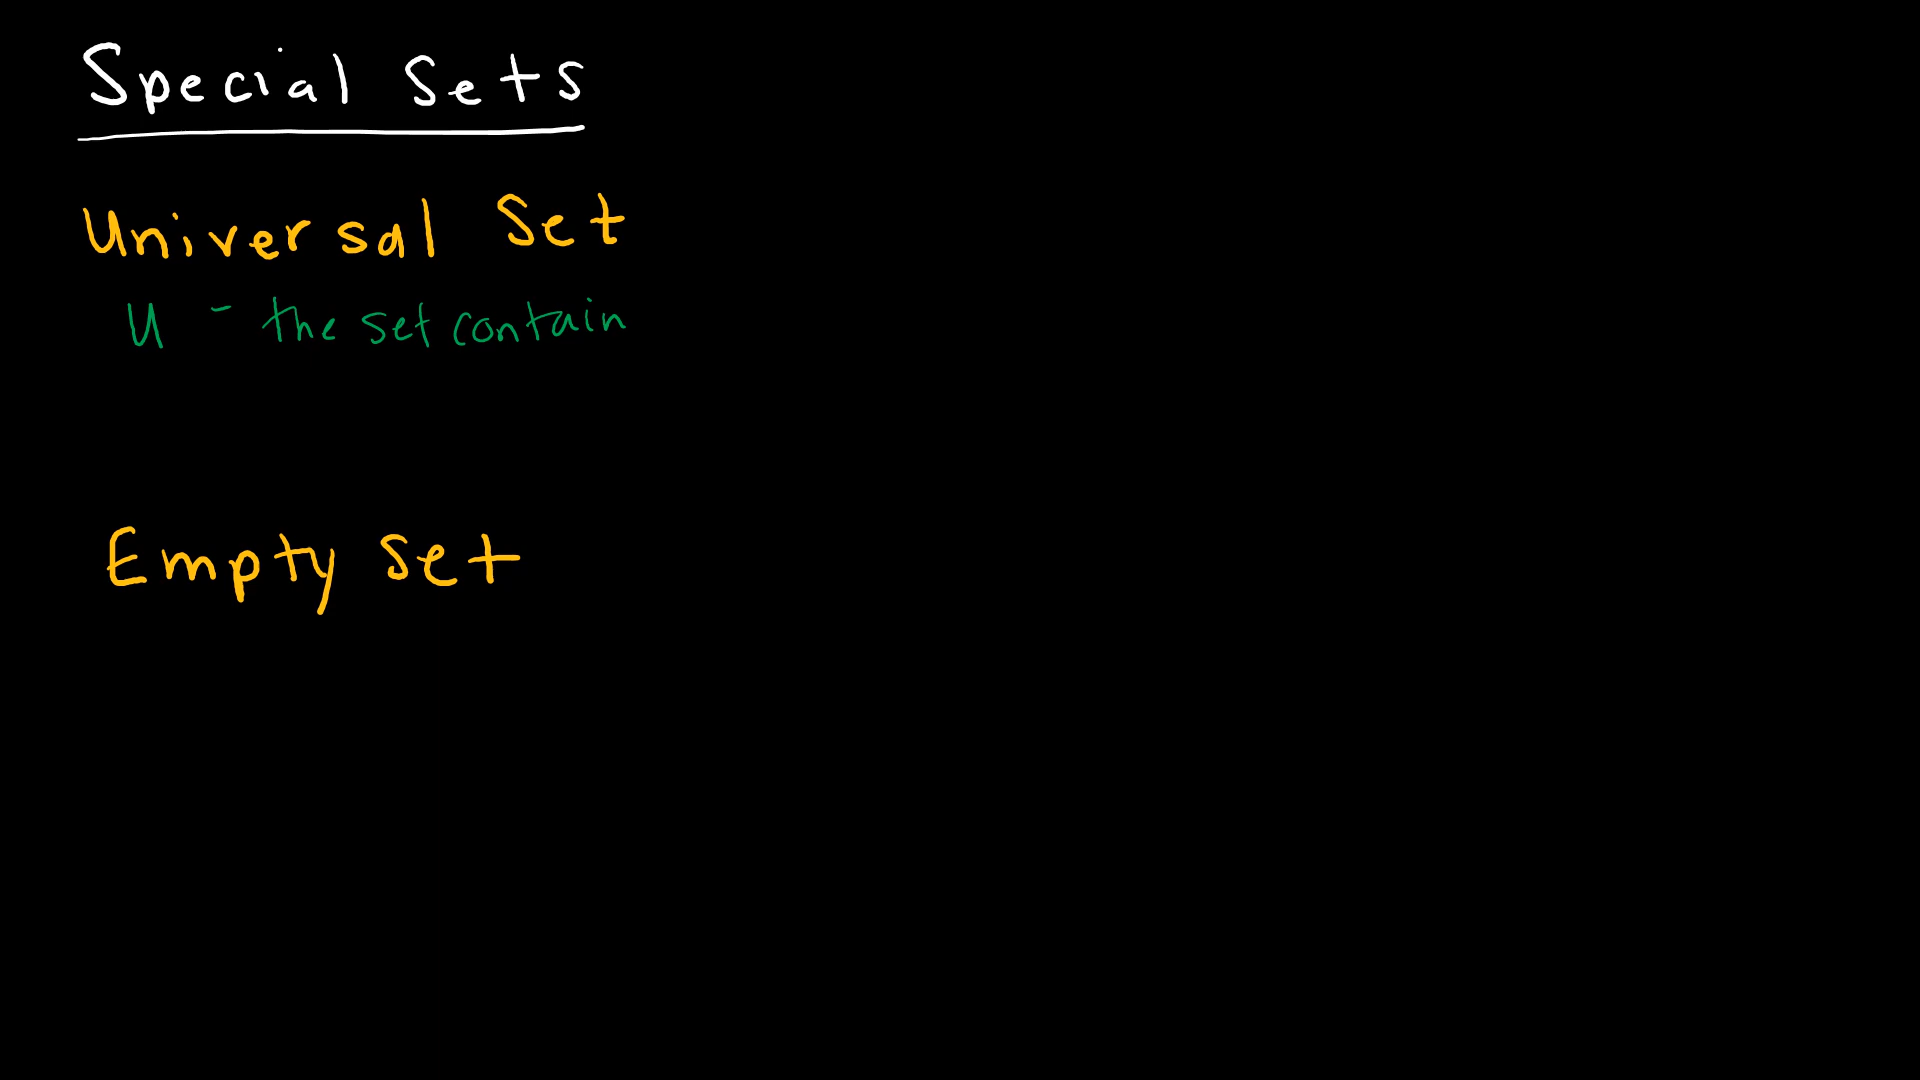 Special Sets
Universal Set
U - the set contain
Empty set